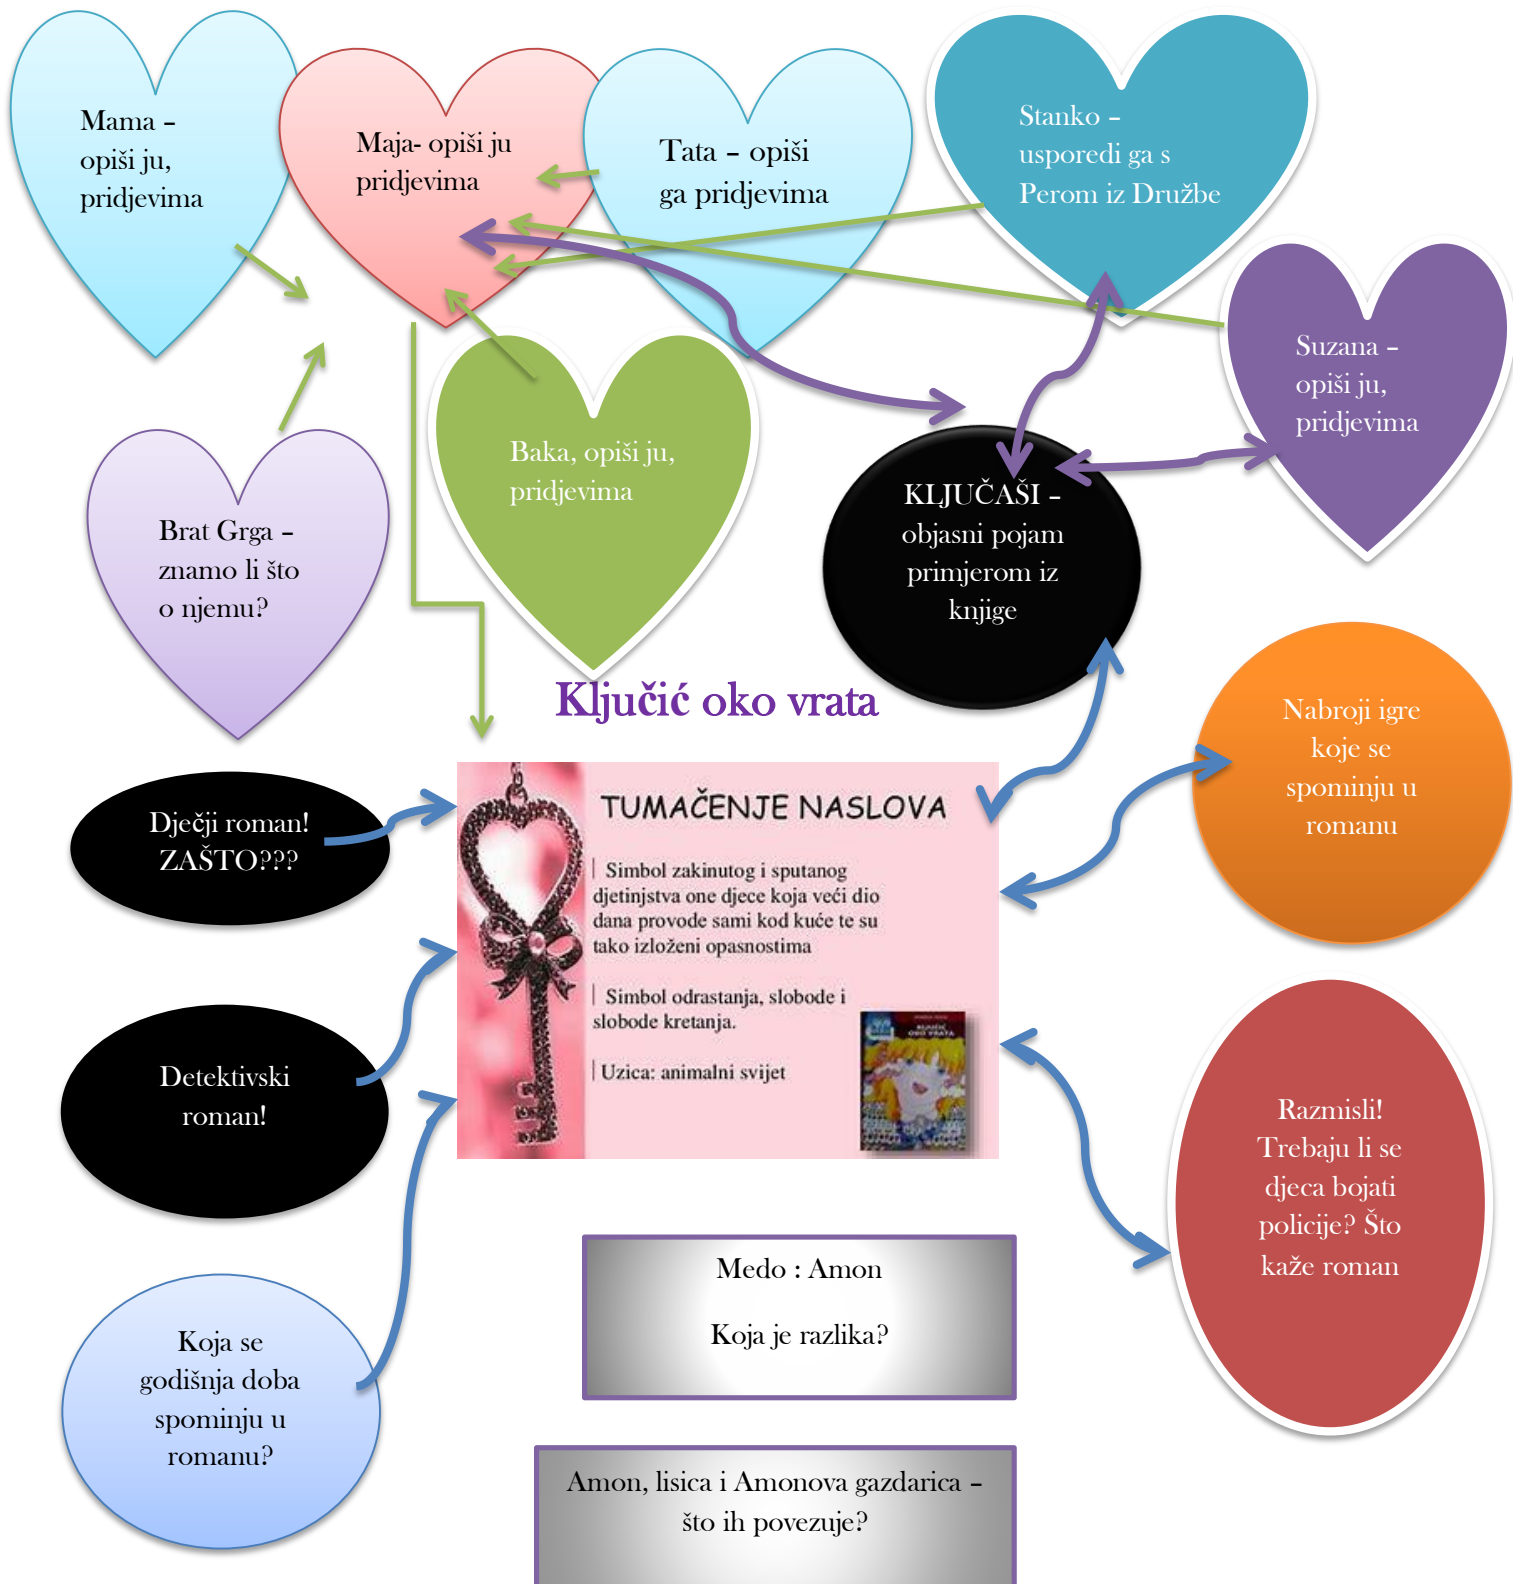 Mama –
opiši ju,
pridjevima
Maja- opiši ju
pridjevima
Tata – opiši
ga pridjevima
Stanko –
usporedi ga s
Perom iz Družbe
Suzana –
opiši ju,
pridjevima
Baka, opiši ju,
pridjevima
Brat Grga –
znamo li što
o njemu?
KLJUČAŠI –
objasni pojam
primjerom iz
knjige
Ključić oko vrata
Nabroji igre
koje se
spominju u
romanu
Dječji roman!
ZAŠTO???
TUMAČENJE NASLOVA
Simbol zakinutog i sputanog
djetinjstva one djece koja veći dio
dana provode sami kod kuće te su
tako izloženi opasnostima
Simbol odrastanja, slobode i
slobode kretanja.
Uzica: animalni svijet
KLJUČIĆ
OKO VRATA
Detektivski
roman!
Razmisli!
Trebaju li se
djeca bojati
policije? Što
kaže roman
Koja se
godišnja doba
spominju u
romanu?
Medo : Amon
Koja je razlika?
Amon, lisica i Amonova gazdarica –
što ih povezuje?